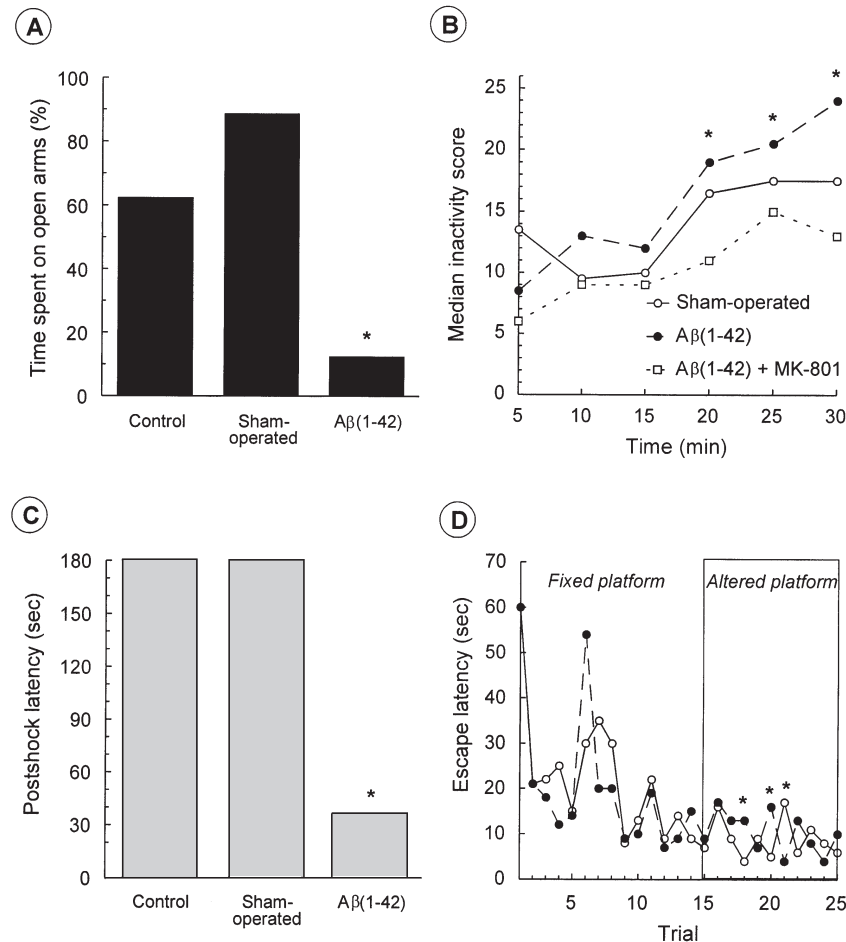 A
Time spent on open arms (%)
100
80
60
40
20
0
*
Control
Sham-
operated
Aβ(1-42)
B
Median inactivity score
25
20
15
10
5
0
*
*
*
Sham-operated
Aβ(1-42)
Aβ(1-42) + MK-801
5 10 15 20 25 30
Time (min)
C
Postshock latency (sec)
180
150
120
90
60
30
0
*
Control
Sham-
operated
Aβ(1-42)
D
Escape latency (sec)
70
60
50
40
30
20
10
0
Fixed platform
Altered platform
* * *
5 10 15 20 25
Trial